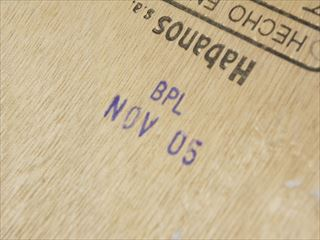 HECHO EN
Habanos s.a.
BPL
NOV 05